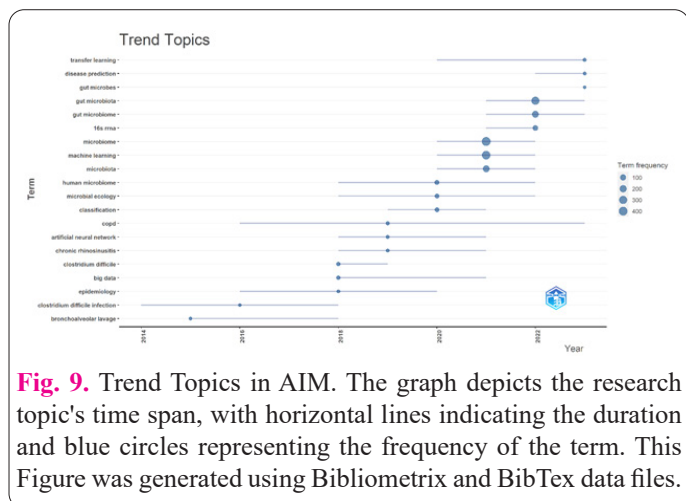 Trend Topics
transfer learning
disease prediction
gut microbes
gut microbiota
gut microbiome
16s rrna
microbiome
machine learning
microbiota
human microbiome
microbial ecology
classification
copd
artificial neural network
chronic rhinosinusitis
clostridium difficile
big data
epidemiology
clostridium difficile infection
bronchoalveolar lavage
Term
Term frequency
100
200
300
400
2014
2016
2018
2020
2022
Year
Fig. 9. Trend Topics in AIM. The graph depicts the research
topic's time span, with horizontal lines indicating the duration
and blue circles representing the frequency of the term. This
Figure was generated using Bibliometrix and BibTex data files.